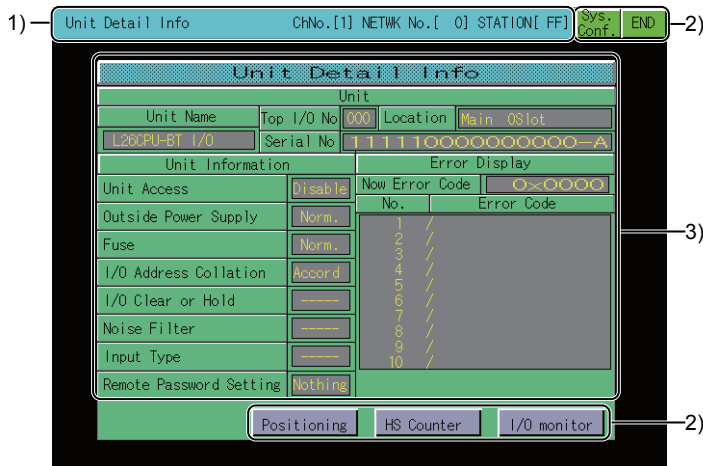 1) Unit Detail Info ChNo.[1] NETWK No.[ 0] STATION[ FF] Sys. Conf. END 2)
Unit Detail Info
Unit
Unit Name Top I/O No 000 Location Main 0Slot
L26CPU-BT I/O Serial No 111110000000000-A
Unit Information Error Display
Unit Access Disable Now Error Code 0x0000
No. Error Code
Outside Power Supply Norm.
Fuse Norm.
I/O Address Collation Accord
I/O Clear or Hold -----
Noise Filter -----
Input Type -----
Remote Password Setting Nothing
1 /
2 /
3 /
4 /
5 /
6 /
7 /
8 /
9 /
10 /
3)
Positioning HS Counter I/O monitor 2)